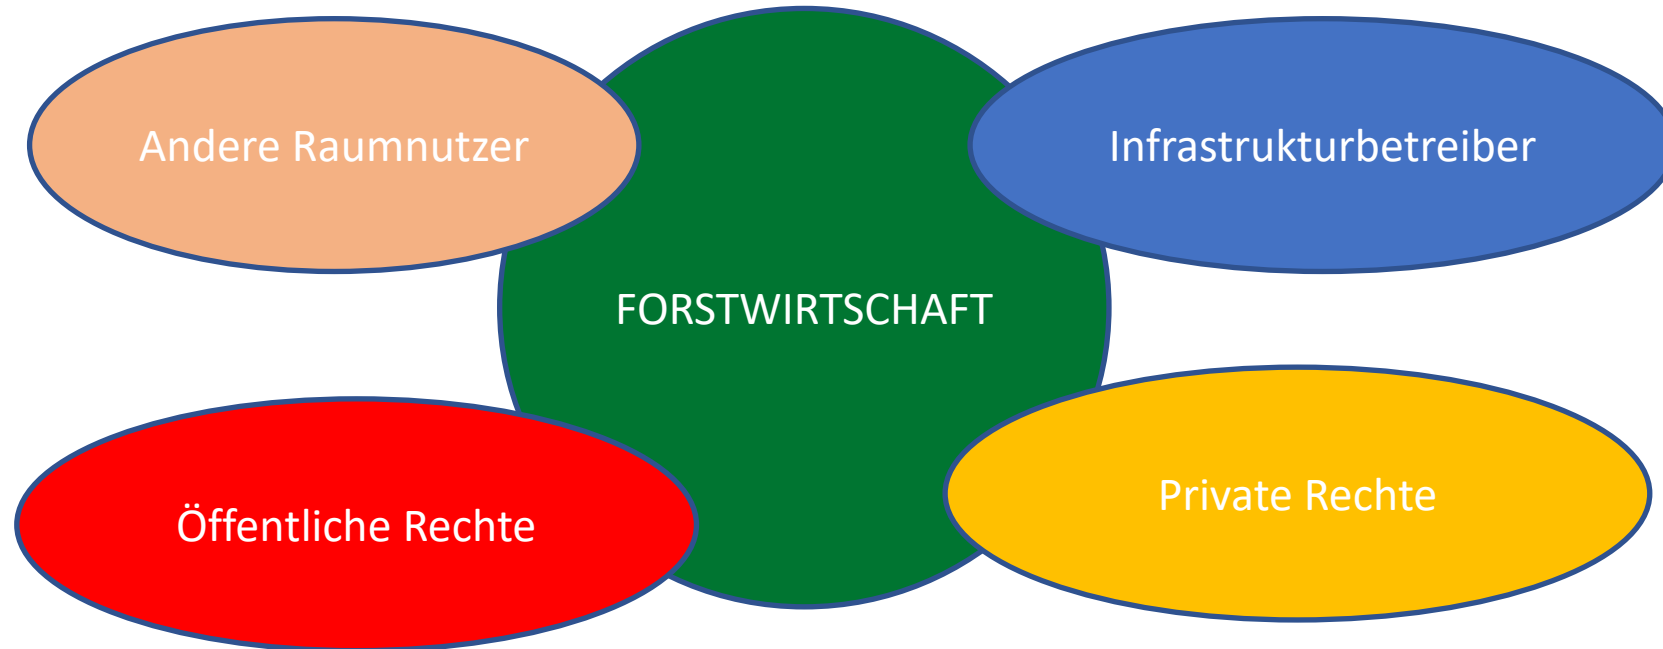 Andere Raumnutzer
Infrastrukturbetreiber
FORSTWIRTSCHAFT
Öffentliche Rechte
Private Rechte